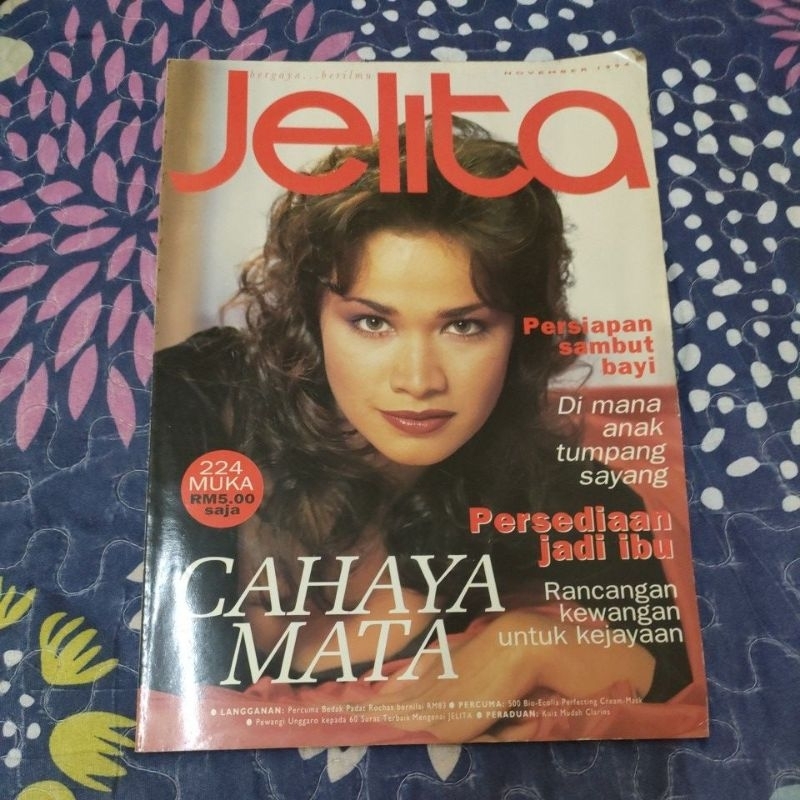 bergaya...berilmu
NOVEMBER 1994
Jelita
Persiapan
sambut
bayi
Di mana
anak
tumpang
sayang
224
MUKA
RM5.00
saja
Persediaan
jadi ibu
CAHAYA
MATA
Rancangan
kewangan
untuk kejayaan
• LANGGANAN: Percuma Bedak Padat Rochas bernilai RM83 • PERCUMA: 500 Bio-Ecolia Perfecting Cream-Mask
• Pewangi Ungaro kepada 60 Surat Terbaik Mengenai JELITA • PERADUAN: Kuiz Mudah Clarins